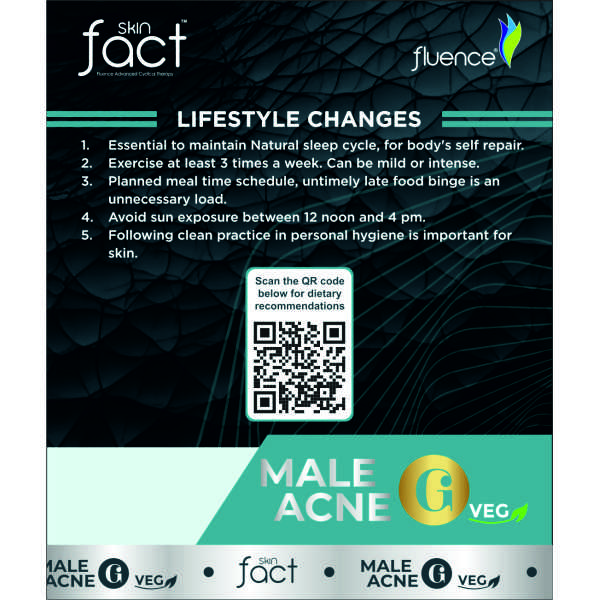 skin
fact™
Fluence Advanced Cyclical Therapy
fluence®
LIFESTYLE CHANGES
1. Essential to maintain Natural sleep cycle, for body's self repair.
2. Exercise at least 3 times a week. Can be mild or intense.
3. Planned meal time schedule, untimely late food binge is an
unnecessary load.
4. Avoid sun exposure between 12 noon and 4 pm.
5. Following clean practice in personal hygiene is important for
skin.
Scan the QR code
below for dietary
recommendations
MALE
ACNE G VEG
MALE
ACNE G VEG • skin fact • MALE
ACNE G VEG •